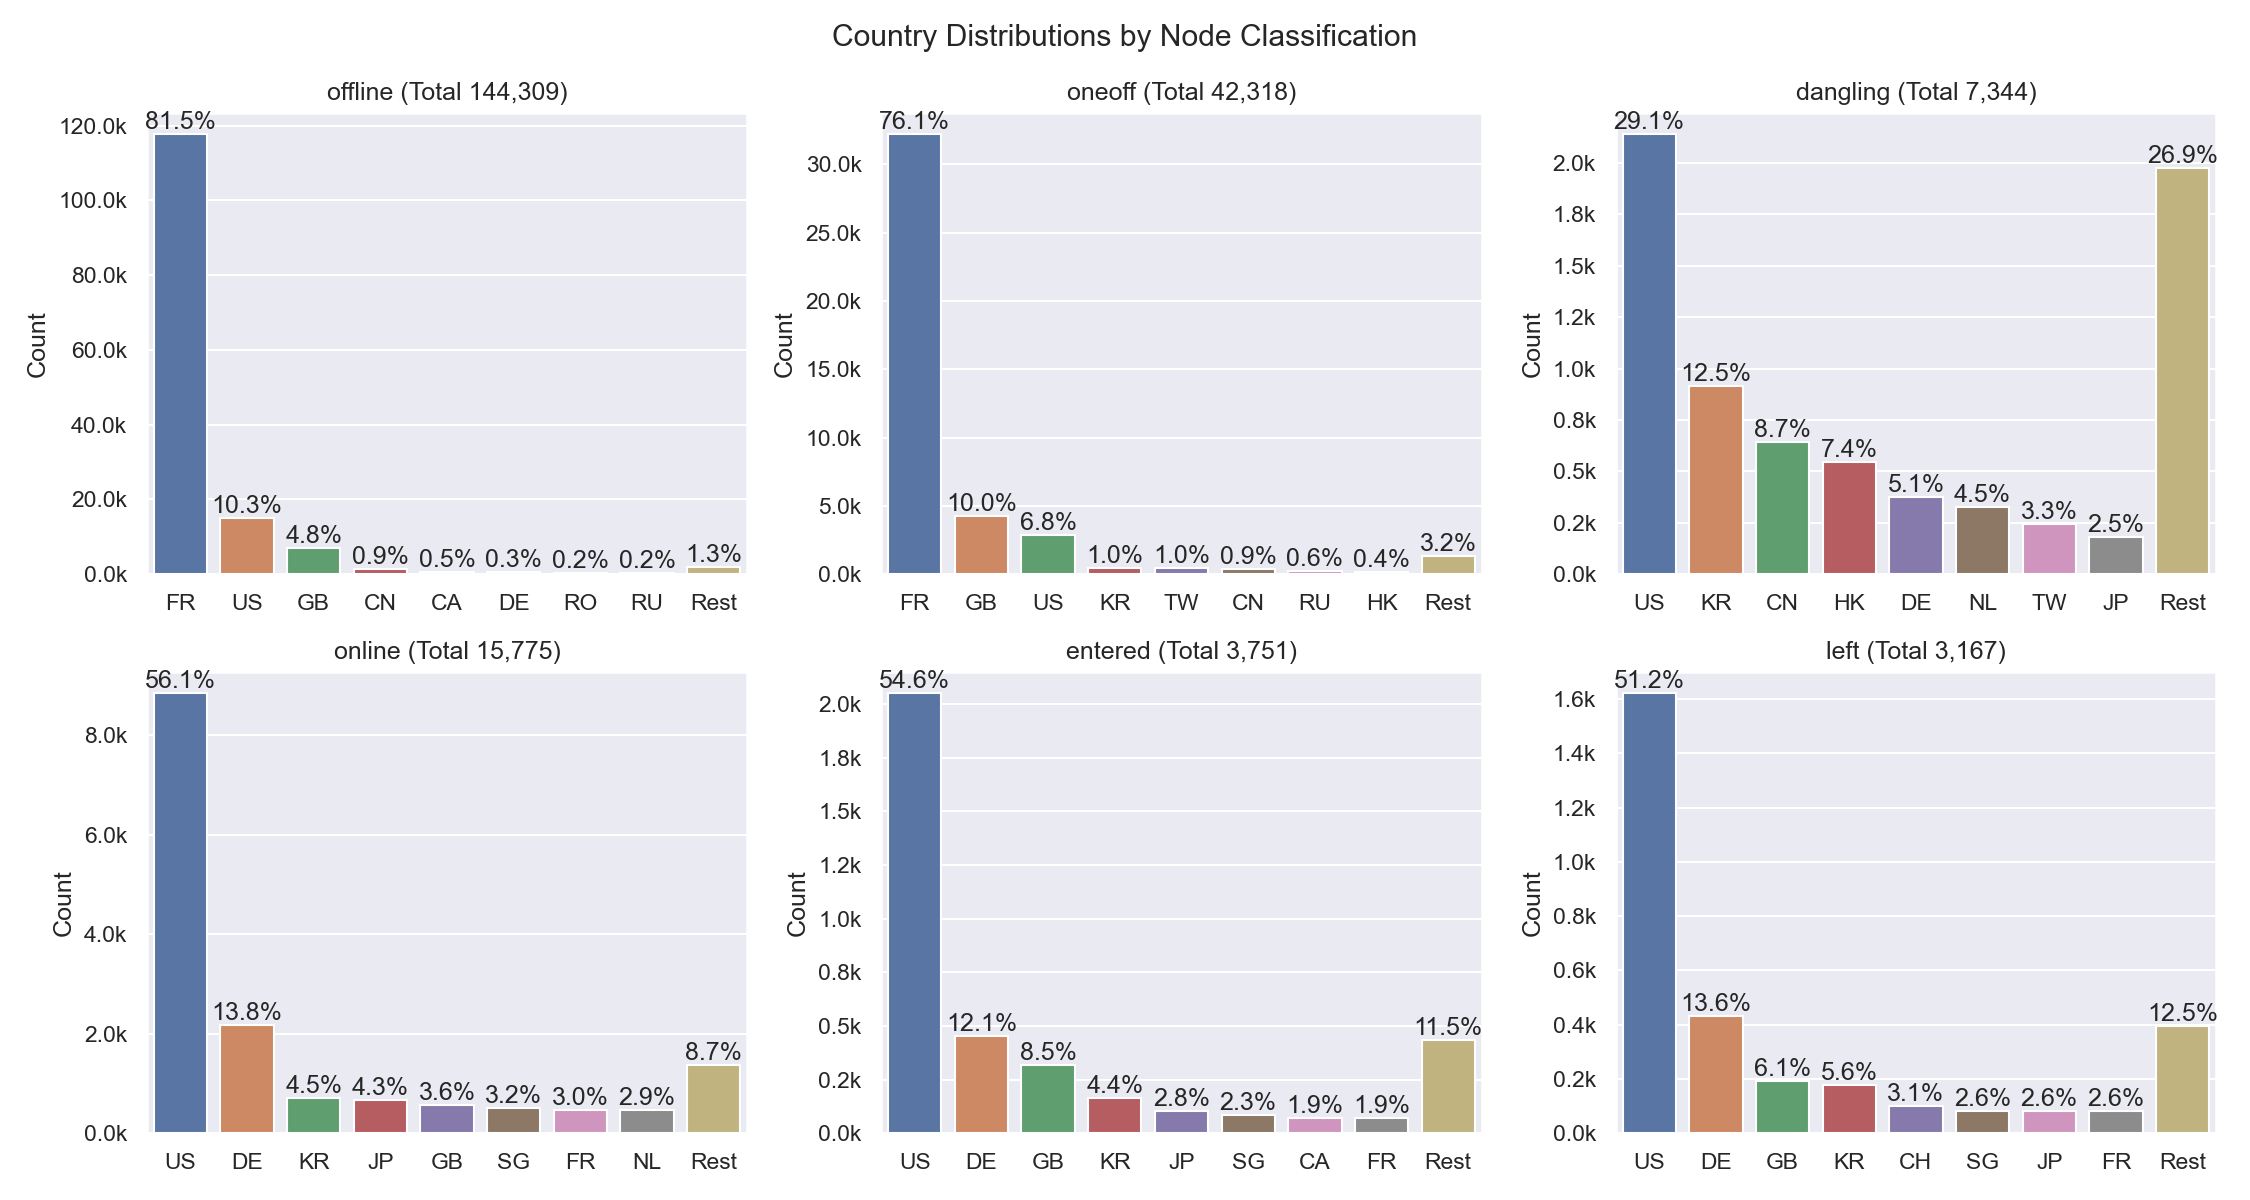 Country Distributions by Node Classification
offline (Total 144,309)
Count
120.0k
100.0k
80.0k
60.0k
40.0k
20.0k
0.0k
81.5%
10.3%
4.8%
0.9%
0.5%
0.3%
0.2%
0.2%
1.3%
FR US GB CN CA DE RO RU Rest
oneoff (Total 42,318)
Count
30.0k
25.0k
20.0k
15.0k
10.0k
5.0k
0.0k
76.1%
10.0%
6.8%
1.0%
1.0%
0.9%
0.6%
0.4%
3.2%
FR GB US KR TW CN RU HK Rest
dangling (Total 7,344)
Count
2.0k
1.8k
1.5k
1.2k
1.0k
0.8k
0.5k
0.2k
0.0k
29.1%
12.5%
8.7%
7.4%
5.1%
4.5%
3.3%
2.5%
26.9%
US KR CN HK DE NL TW JP Rest
online (Total 15,775)
Count
8.0k
6.0k
4.0k
2.0k
0.0k
56.1%
13.8%
4.5%
4.3%
3.6%
3.2%
3.0%
2.9%
8.7%
US DE KR JP GB SG FR NL Rest
entered (Total 3,751)
Count
2.0k
1.8k
1.5k
1.2k
1.0k
0.8k
0.5k
0.2k
0.0k
54.6%
12.1%
8.5%
4.4%
2.8%
2.3%
1.9%
1.9%
11.5%
US DE GB KR JP SG CA FR Rest
left (Total 3,167)
Count
1.6k
1.4k
1.2k
1.0k
0.8k
0.6k
0.4k
0.2k
0.0k
51.2%
13.6%
6.1%
5.6%
3.1%
2.6%
2.6%
2.6%
12.5%
US DE GB KR CH SG JP FR Rest